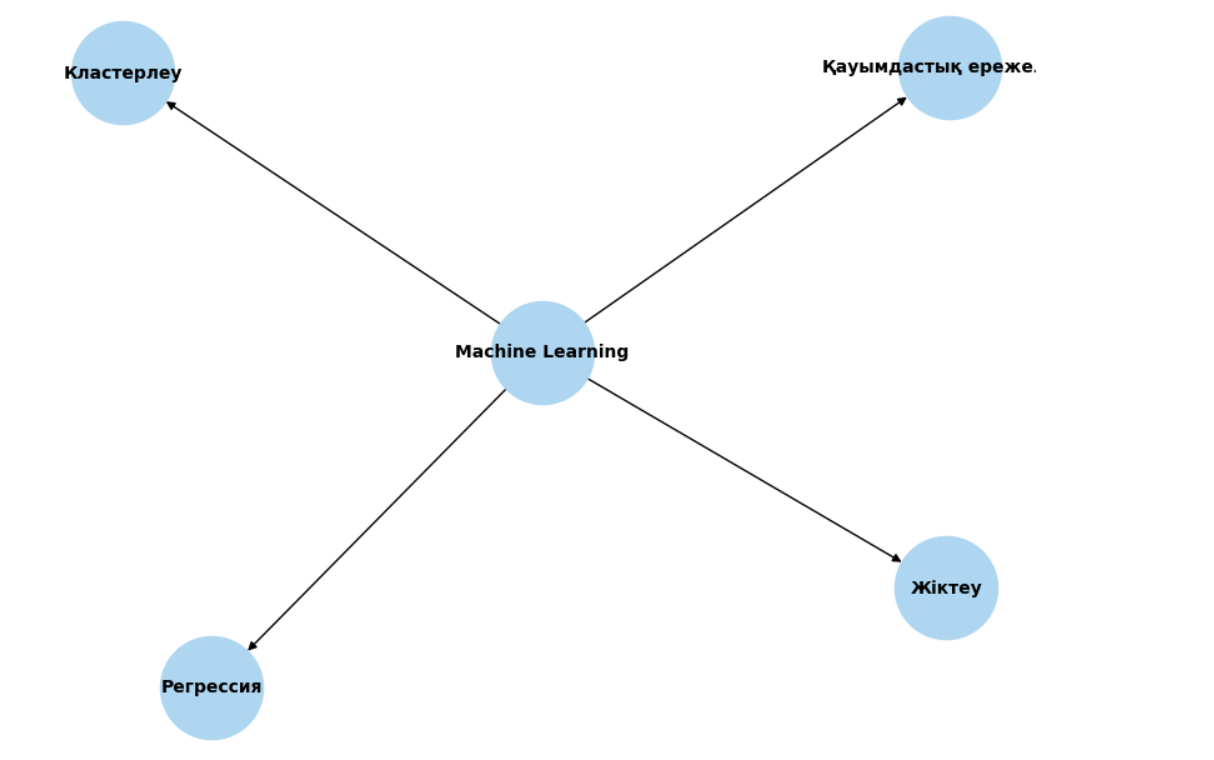 Кластерлеу
Қауымдастық ереже.
Machine Learning
Жіктеу
Регрессия